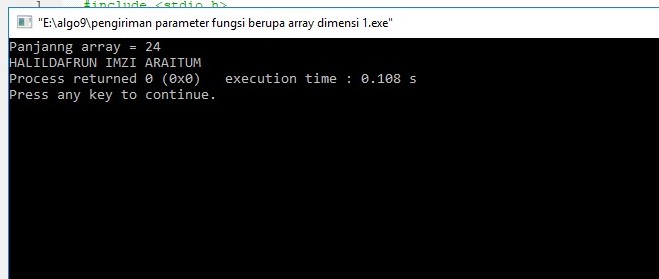 1 #include <stdio.h>
"E:\algo9\pengiriman parameter fungsi berupa array dimensi 1.exe"
Panjanng array = 24
HALILDAFRUN IMZI ARAITUM
Process returned 0 (0x0)   execution time : 0.108 s
Press any key to continue.